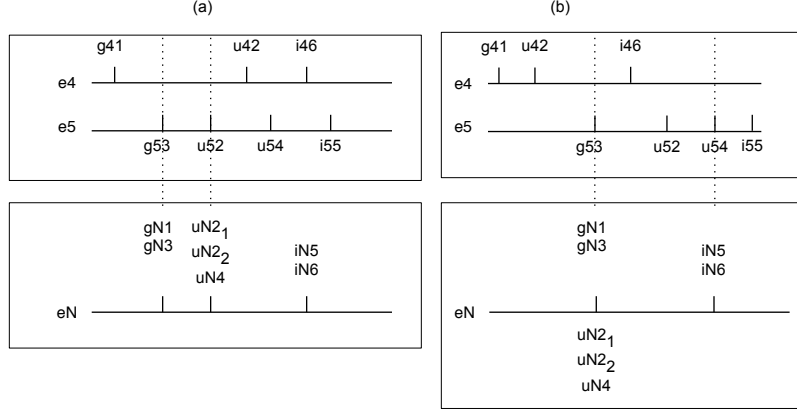 (a)
g41 u42 i46
e4
e5
g53 u52 u54 i55
gN1 uN2₁
gN3 uN2₂ iN5
uN4 iN6
eN
(b)
g41 u42 i46
e4
e5
g53 u52 u54 i55
gN1
gN3 iN5
iN6
eN
uN2₁
uN2₂
uN4